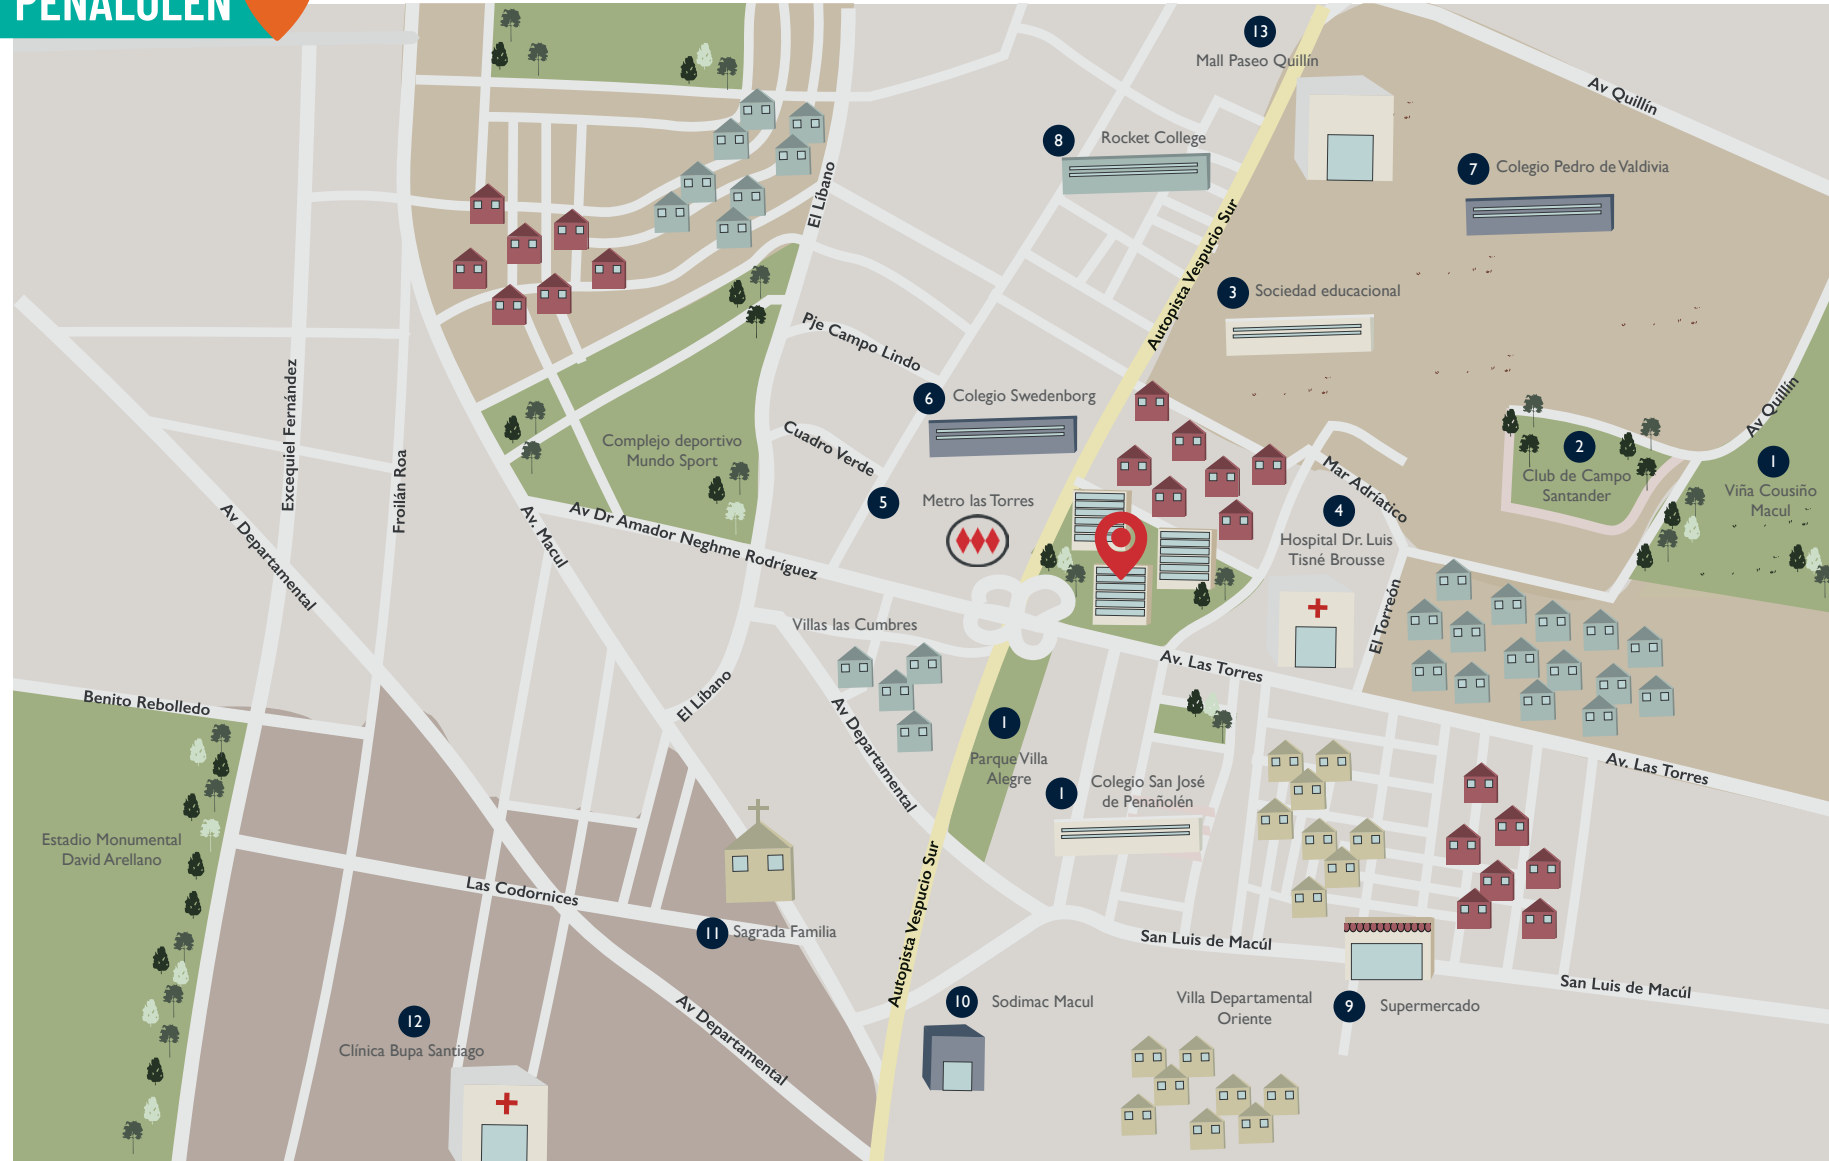 PEÑALOLÉN
13
Mall Paseo Quillín
Av Quillín
8
Rocket College
7
Colegio Pedro de Valdivia
El Líbano
Autopista Vespucio Sur
3
Sociedad educacional
Pje Campo Lindo
Excequiel Fernández
Froilán Roa
6
Colegio Swedenborg
Av Quillín
Complejo deportivo
Mundo Sport
Cuadro Verde
2
Club de Campo
Santander
1
Viña Cousiño
Macul
Mar Adríatico
5
Metro las Torres
4
Hospital Dr. Luis
Tisné Brousse
Av Departamental
Av. Macul
Av Dr Amador Neghme Rodríguez
Villas las Cumbres
El Torreón
Av. Las Torres
Benito Rebolledo
El Líbano
Av Departamental
1
Parque Villa
Alegre
1
Colegio San José
de Penañolén
Av. Las Torres
Estadio Monumental
David Arellano
Las Codornices
Autopista Vespucio Sur
11
Sagrada Familia
San Luis de Macúl
San Luis de Macúl
10
Sodimac Macul
Villa Departamental
Oriente
9
Supermercado
12
Clínica Bupa Santiago
Av Departamental